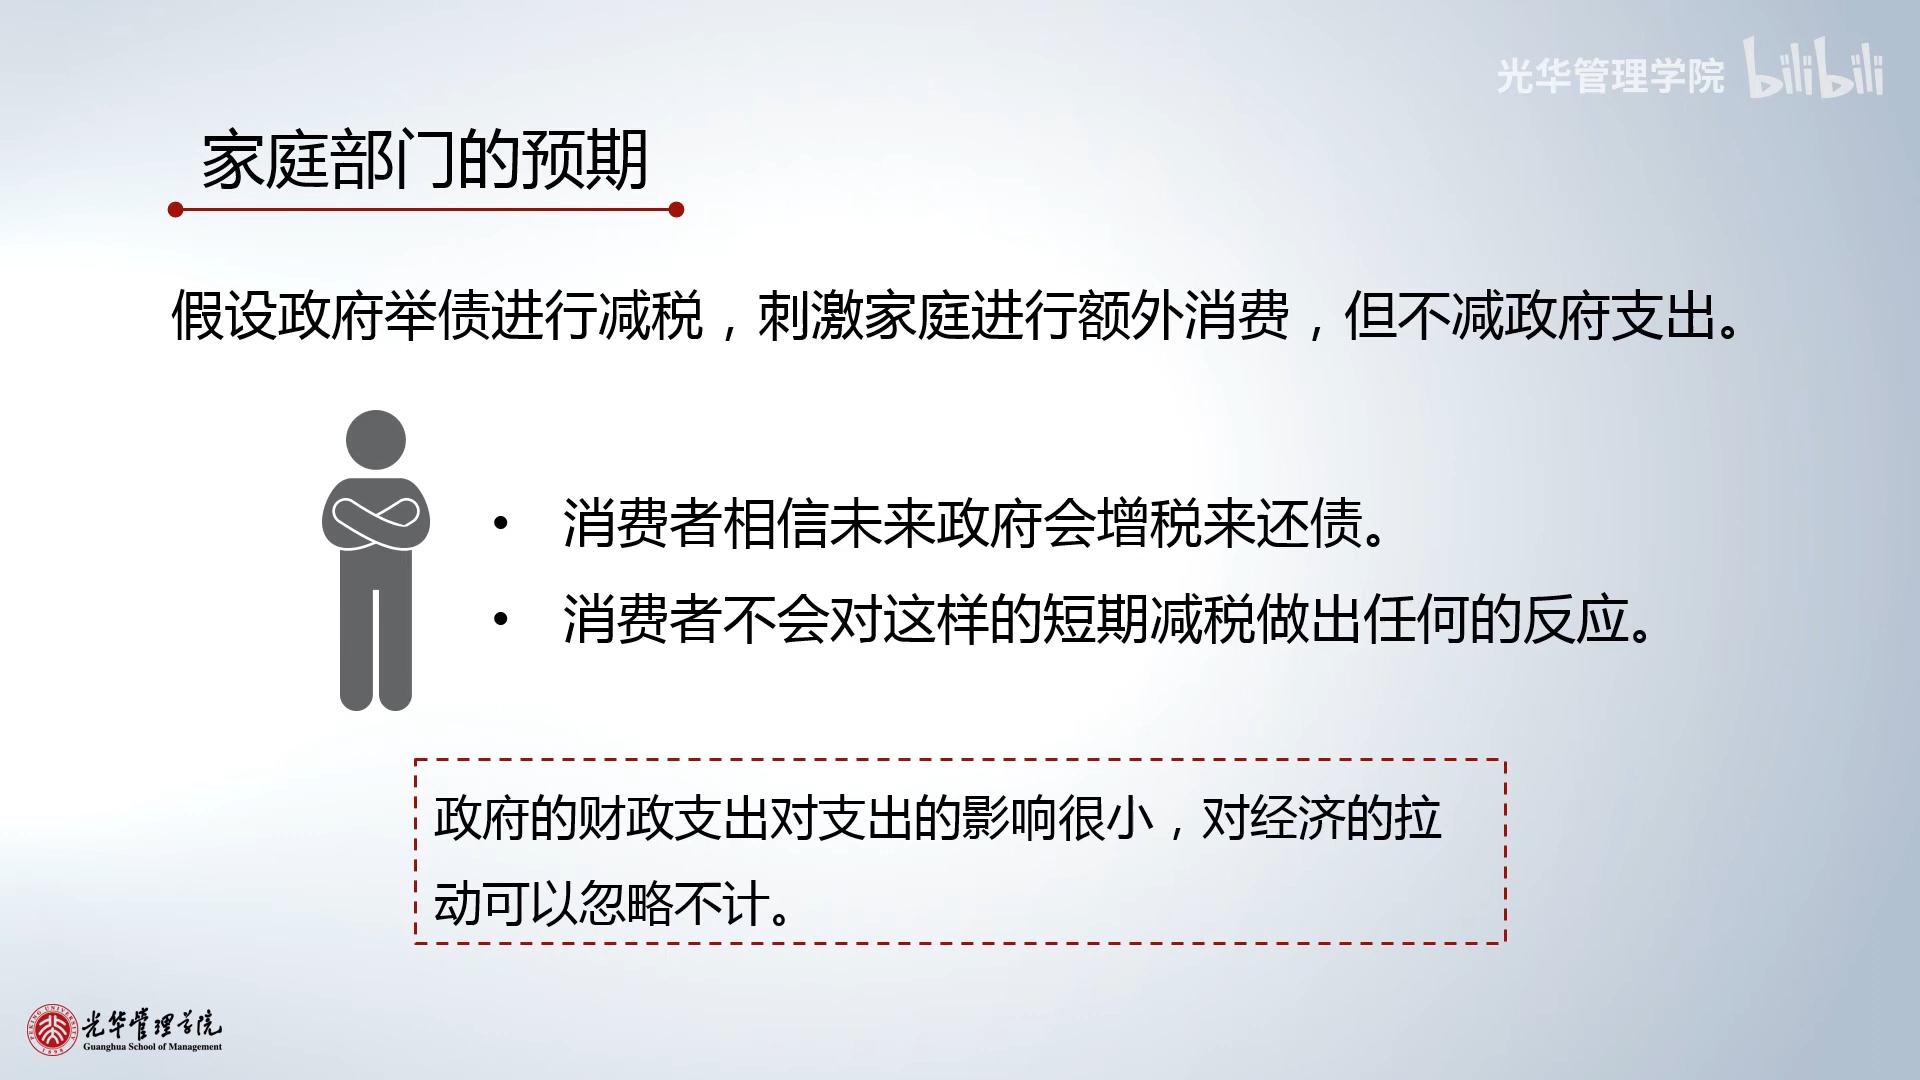 光华管理学院 bilibili
家庭部门的预期
假设政府举债进行减税，刺激家庭进行额外消费，但不减政府支出。
• 消费者相信未来政府会增税来还债。
• 消费者不会对这样的短期减税做出任何的反应。
政府的财政支出对支出的影响很小，对经济的拉
动可以忽略不计。
PEKING UNIVERSITY
1898
光华管理学院
Guanghua School of Management